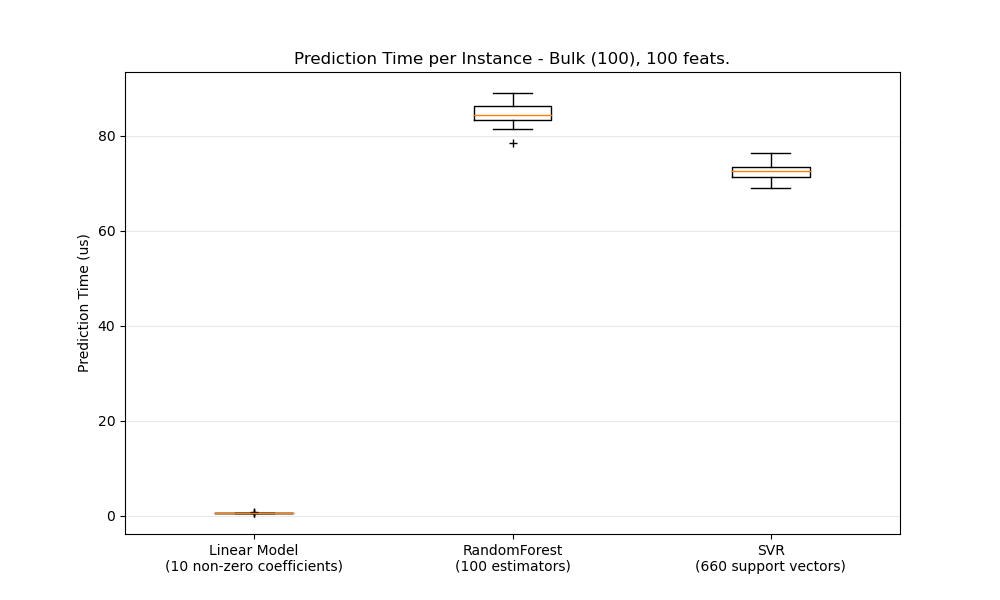 Prediction Time per Instance - Bulk (100), 100 feats.
Prediction Time (us)
80
60
40
20
0
Linear Model
(10 non-zero coefficients)
RandomForest
(100 estimators)
SVR
(660 support vectors)